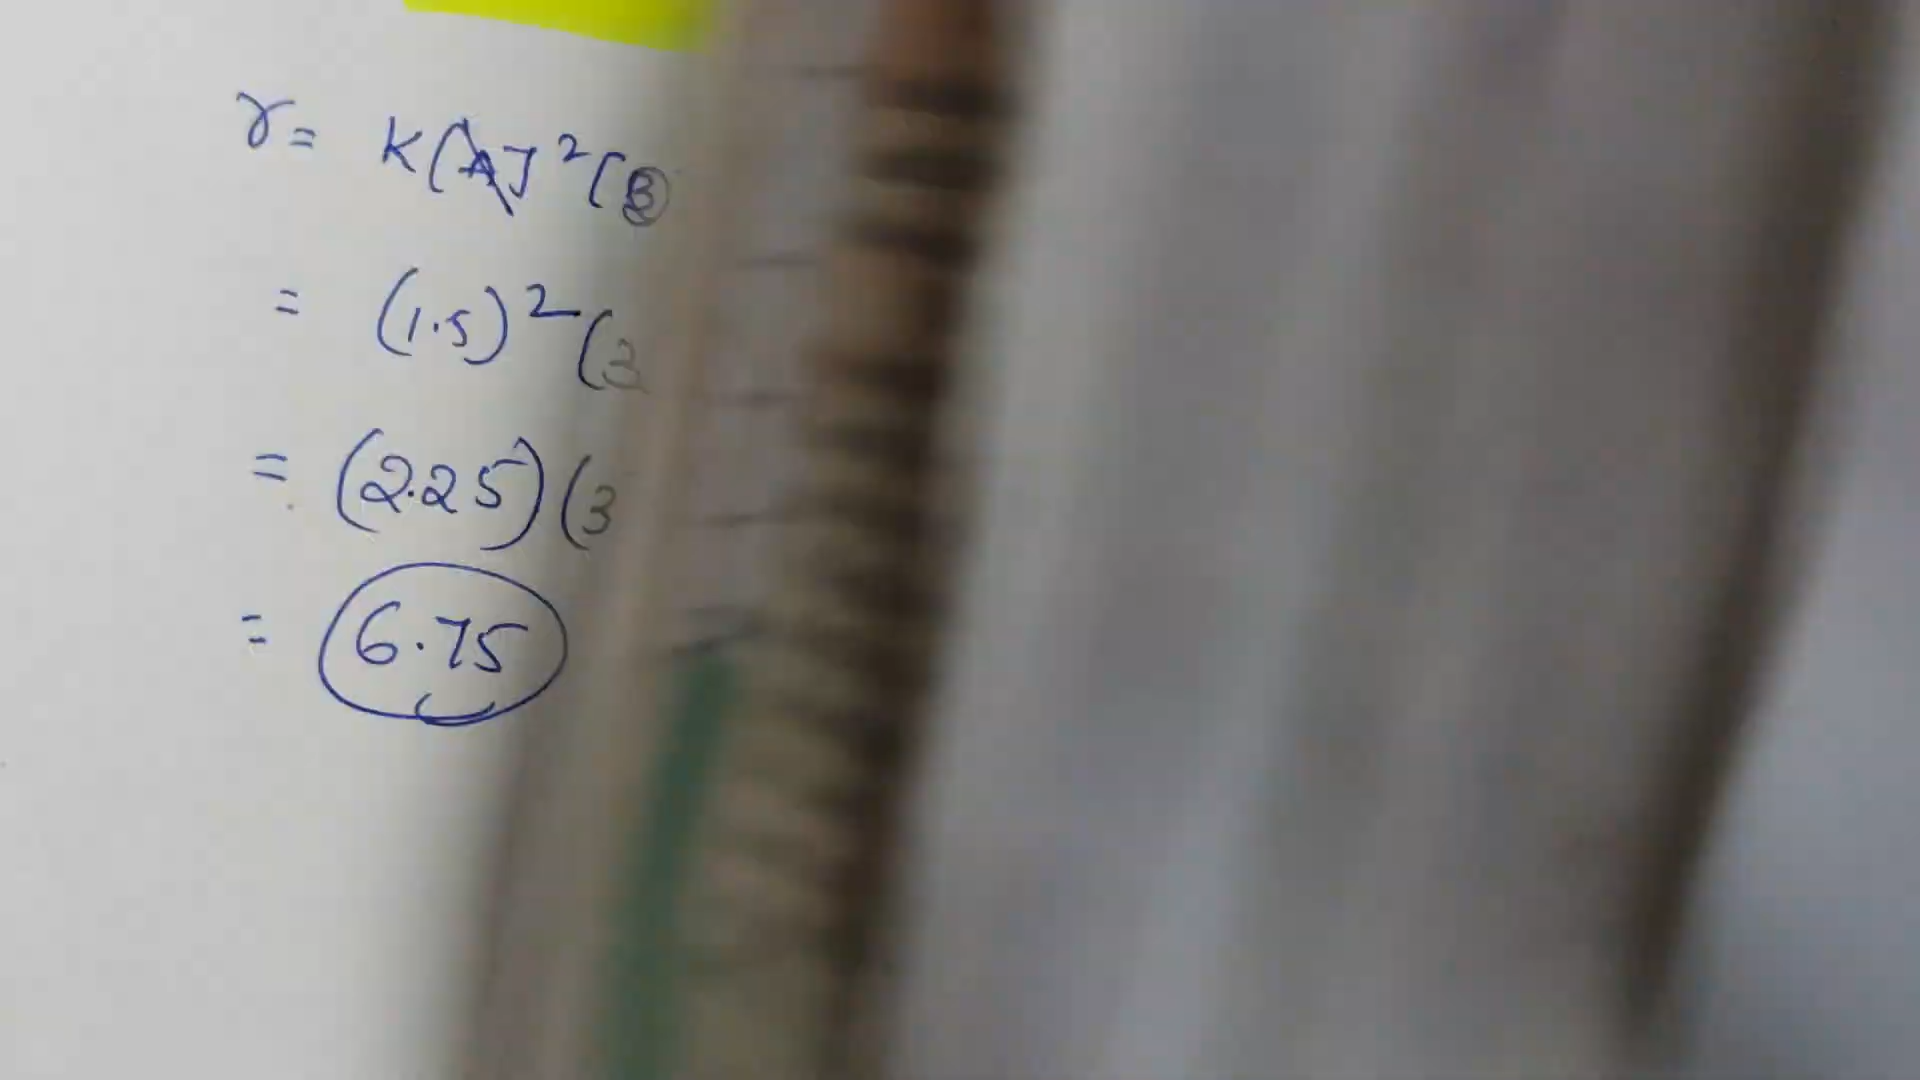 r = K[A]²[B
= (1.5)²(3
= (2.25)(3
= 6.75